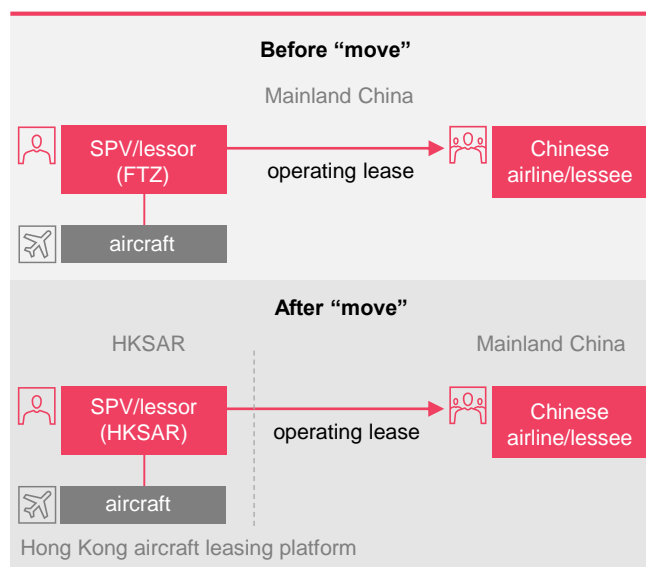 Before “move”
Mainland China
SPV/lessor
(FTZ)
operating lease
Chinese
airline/lessee
aircraft
After “move”
HKSAR
Mainland China
SPV/lessor
(HKSAR)
operating lease
Chinese
airline/lessee
aircraft
Hong Kong aircraft leasing platform